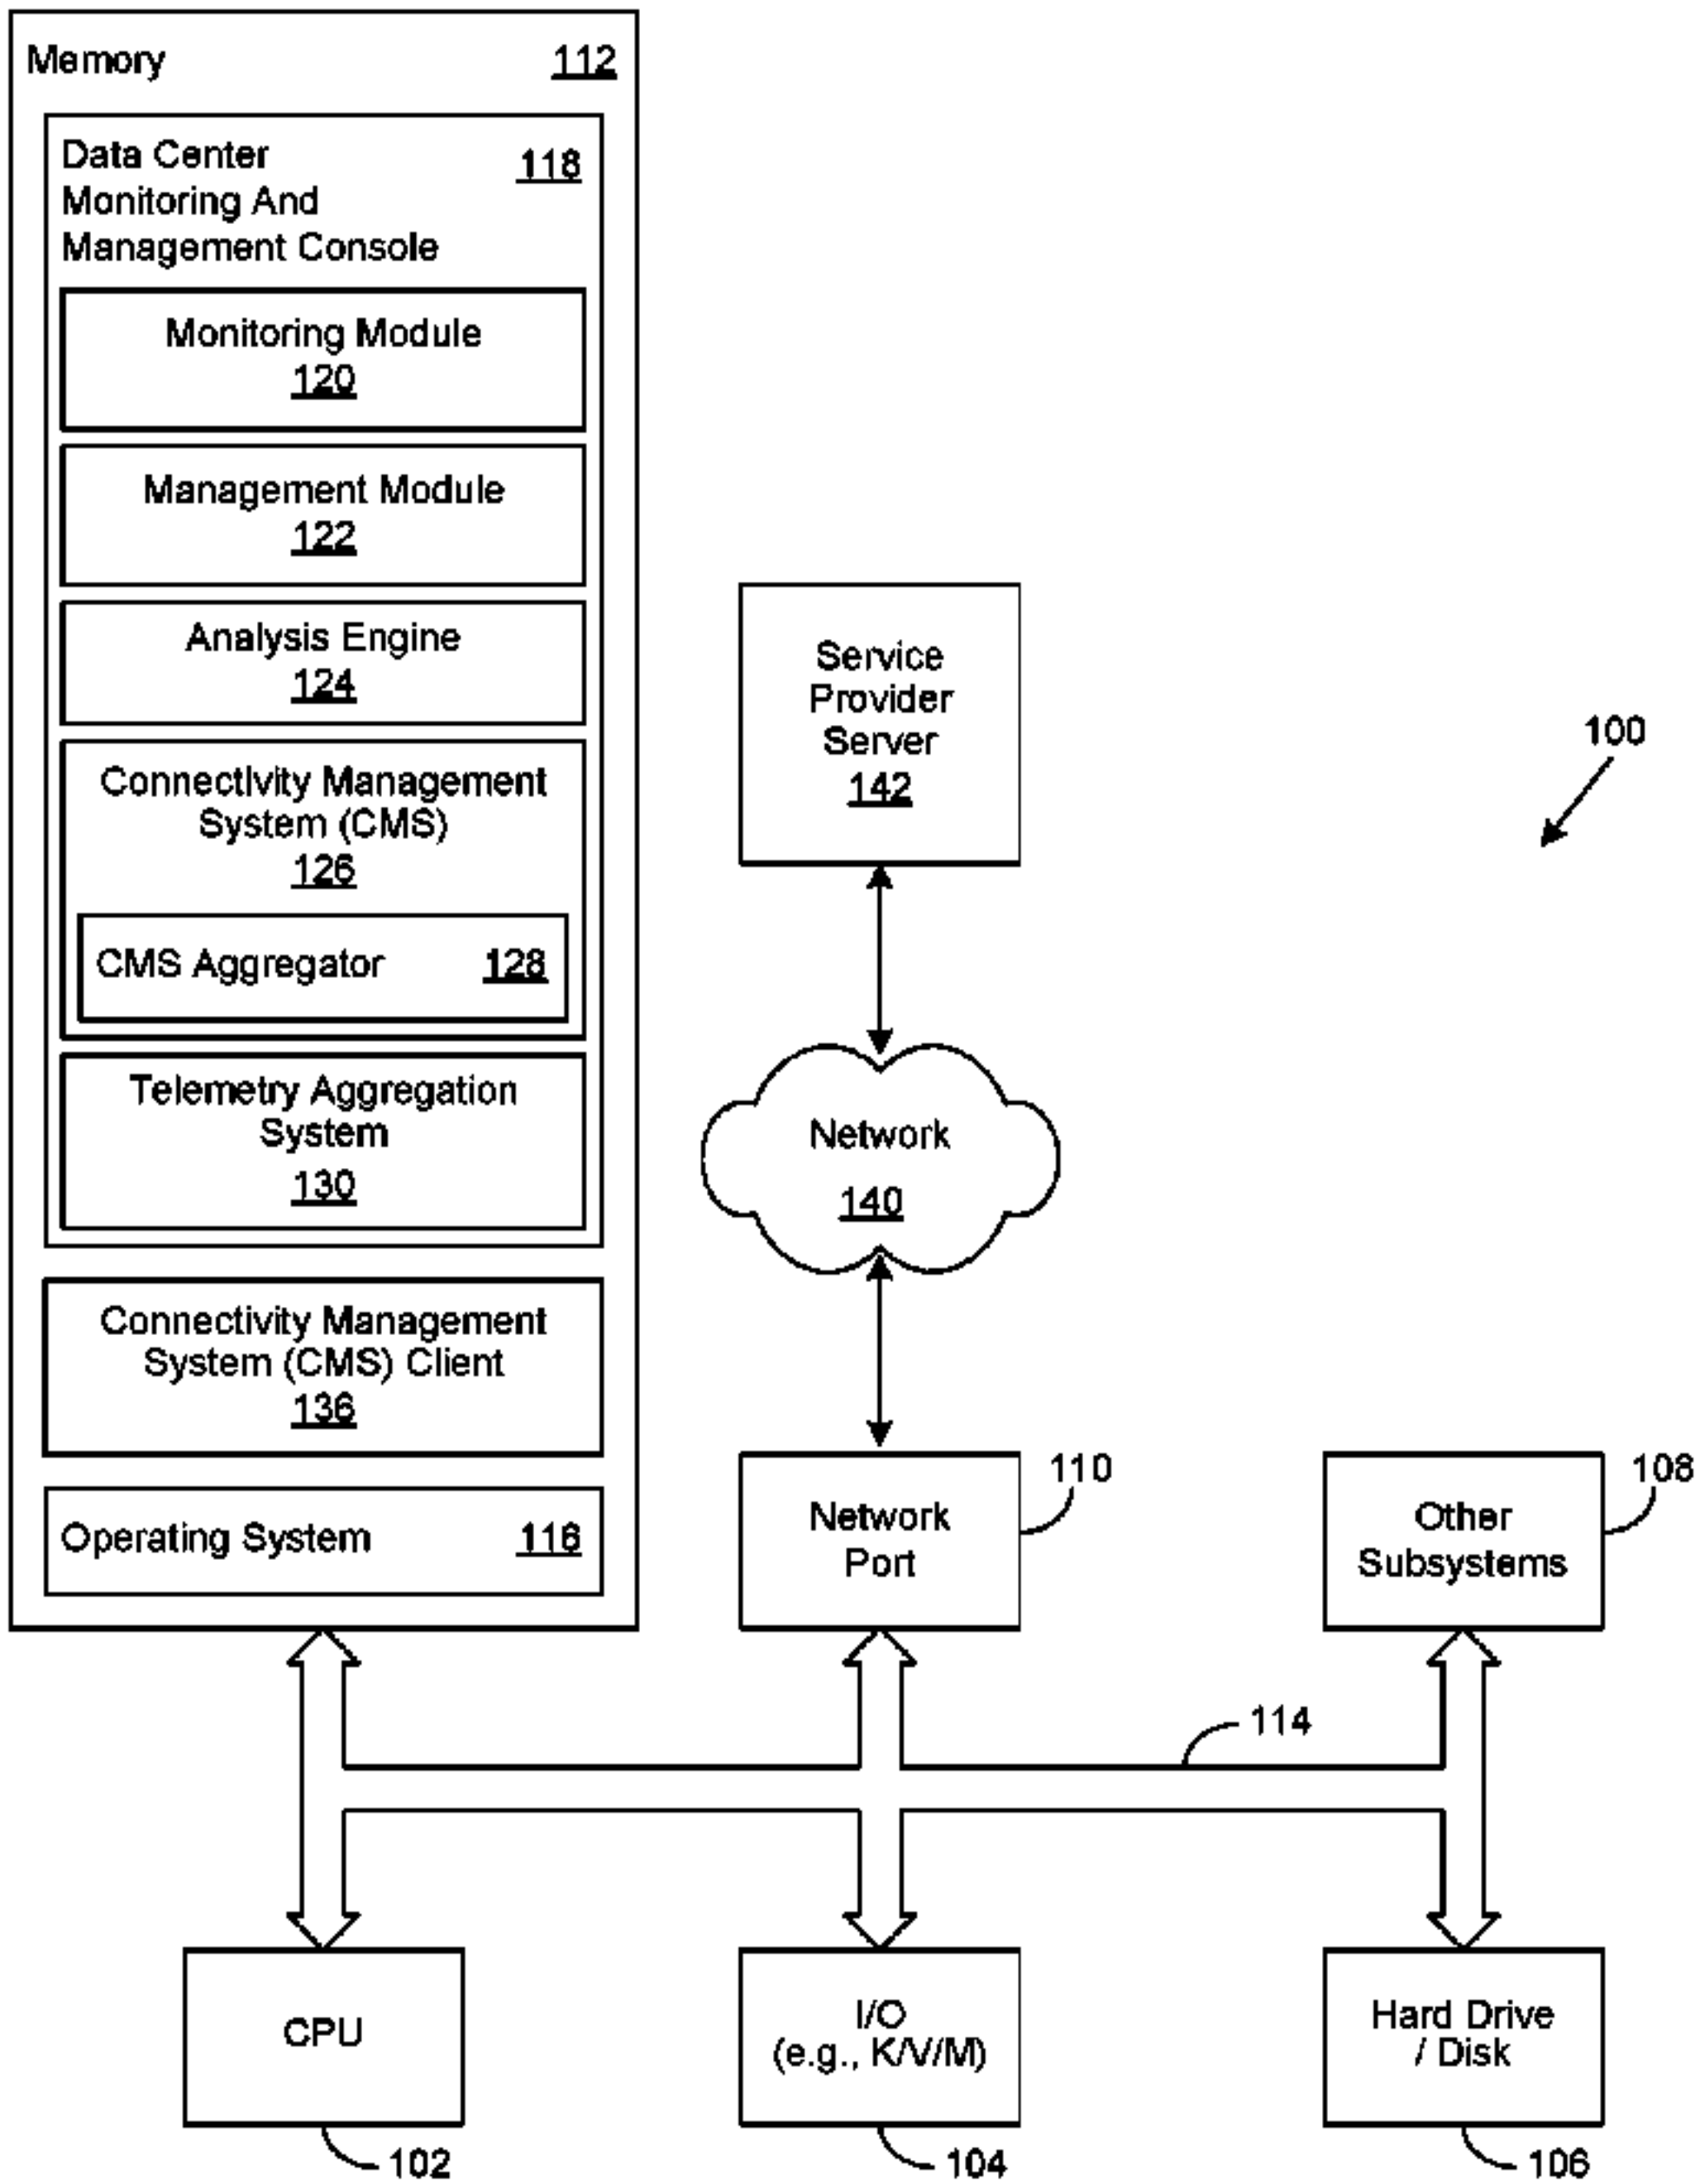 Memory 112
Data Center 118
Monitoring And
Management Console
Monitoring Module
120
Management Module
122
Analysis Engine
124
Connectivity Management
System (CMS)
126
CMS Aggregator 128
Telemetry Aggregation
System
130
Connectivity Management
System (CMS) Client
136
Operating System 116
Service
Provider
Server
142
100
Network
140
Network
Port
110
Other
Subsystems
108
114
CPU
102
I/O
(e.g., K/V/M)
104
Hard Drive
/ Disk
106